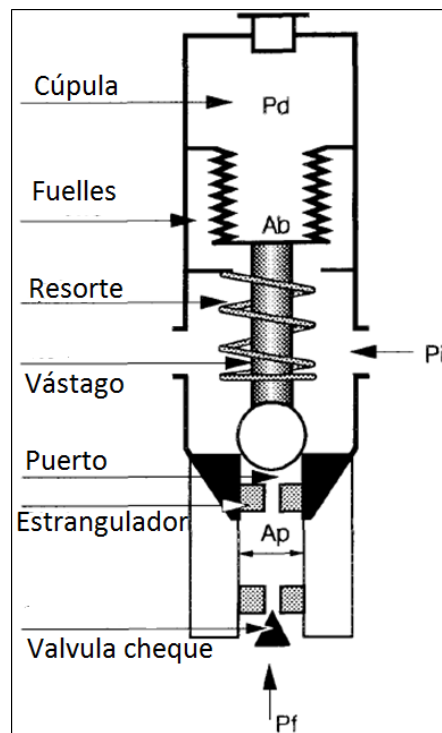 Cúpula
Pd
Fuelles
Ab
Resorte
Pi
Vástago
Puerto
Estrangulador
Ap
Valvula cheque
Pf